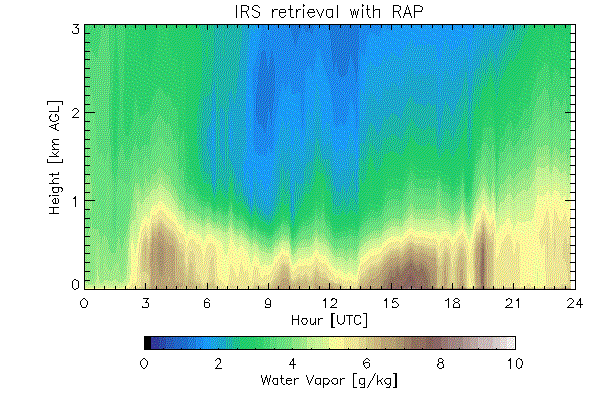 IRS retrieval with RAP
3
2
1
0
Height [km AGL]
0 3 6 9 12 15 18 21 24
Hour [UTC]
0 2 4 6 8 10
Water Vapor [g/kg]